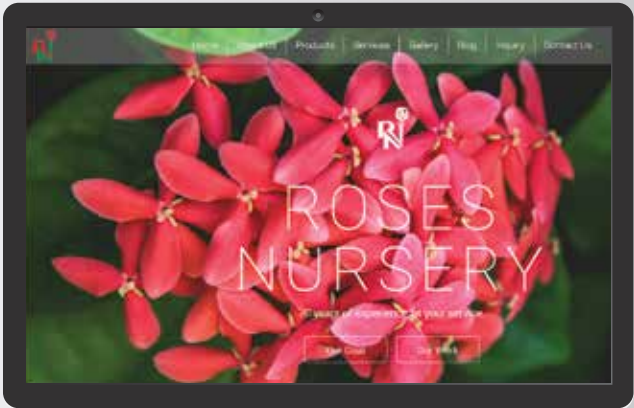 Home About Us Products Services Gallery Blog Inquiry Contact Us
RN
ROSES
NURSERY
years of experience at your service
Our